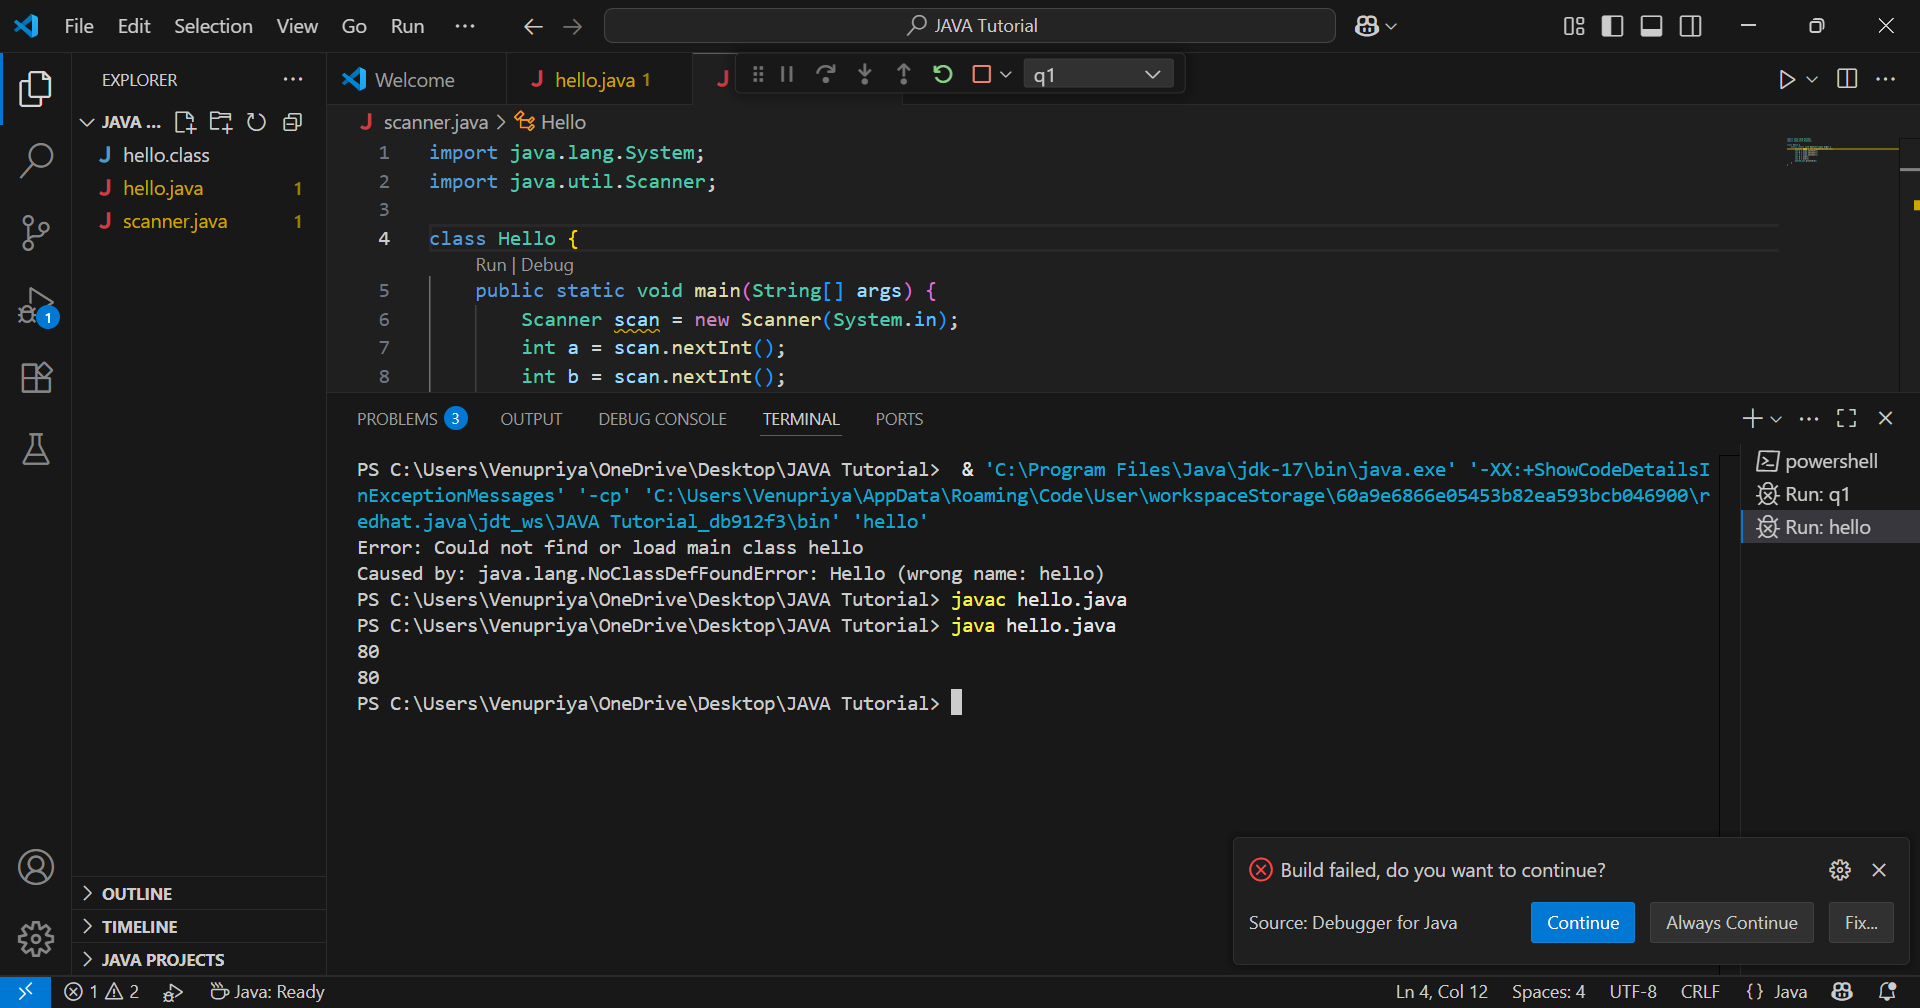 File Edit Selection View Go Run ··· JAVA Tutorial
EXPLORER ···
Welcome
hello.java 1
q1
JAVA ...
scanner.java > Hello
hello.class
hello.java 1
scanner.java 1
1 import java.lang.System;
2 import java.util.Scanner;
3
4 class Hello {
Run | Debug
5 public static void main(String[] args) {
6 Scanner scan = new Scanner(System.in);
7 int a = scan.nextInt();
8 int b = scan.nextInt();
1
PROBLEMS 3 OUTPUT DEBUG CONSOLE TERMINAL PORTS
PS C:\Users\Venupriya\OneDrive\Desktop\JAVA Tutorial> & 'C:\Program Files\Java\jdk-17\bin\java.exe' '-XX:+ShowCodeDetailsI
nExceptionMessages' '-cp' 'C:\Users\Venupriya\AppData\Roaming\Code\User\workspaceStorage\60a9e6866e05453b82ea593bcb046900\r
edhat.java\jdt_ws\JAVA Tutorial_db912f3\bin' 'hello'
Error: Could not find or load main class hello
Caused by: java.lang.NoClassDefFoundError: Hello (wrong name: hello)
PS C:\Users\Venupriya\OneDrive\Desktop\JAVA Tutorial> javac hello.java
PS C:\Users\Venupriya\OneDrive\Desktop\JAVA Tutorial> java hello.java
80
80
PS C:\Users\Venupriya\OneDrive\Desktop\JAVA Tutorial>
powershell
Run: q1
Run: hello
Build failed, do you want to continue?
Source: Debugger for Java
Continue Always Continue Fix...
OUTLINE
TIMELINE
JAVA PROJECTS
1 2 Java: Ready Ln 4, Col 12 Spaces: 4 UTF-8 CRLF {} Java